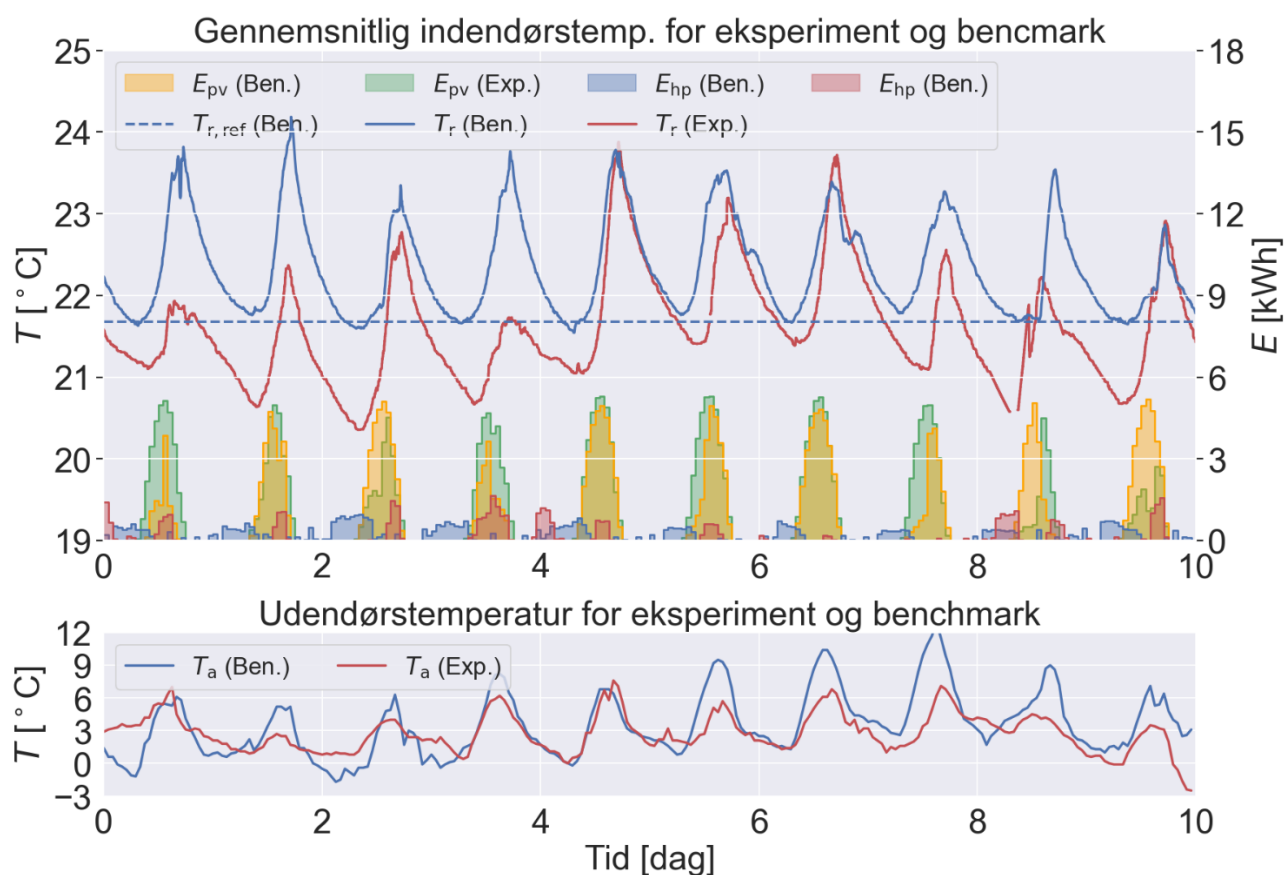 Gennemsnitlig indendørstemp. for eksperiment og bencmark
E_pv (Ben.) E_pv (Exp.) E_hp (Ben.) E_hp (Ben.)
T_r, ref (Ben.) T_r (Ben.) T_r (Exp.)
25
24
23
22
21
20
19
T [°C]
18
15
12
9
6
3
0
E [kWh]
0 2 4 6 8 10
Udendørstemperatur for eksperiment og benchmark
T_a (Ben.) T_a (Exp.)
12
9
6
3
0
−3
T [°C]
0 2 4 6 8 10
Tid [dag]